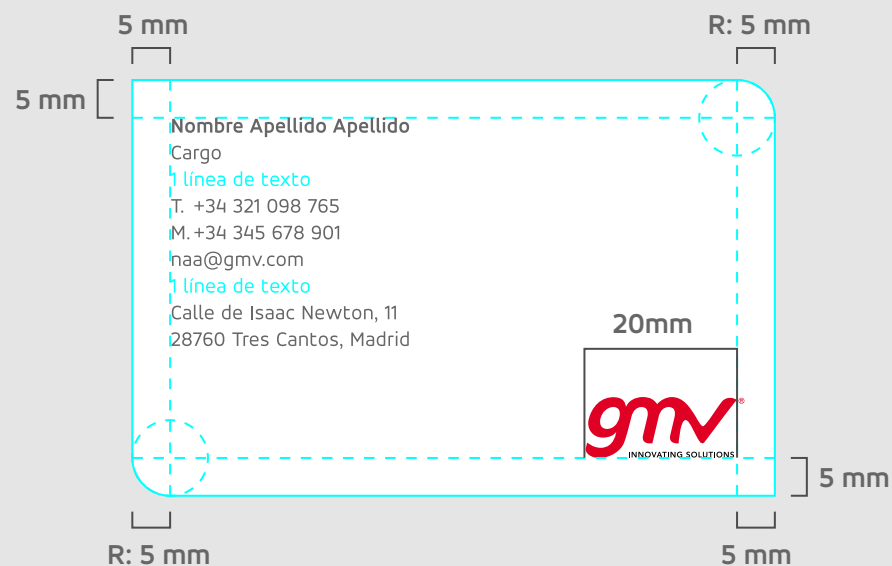 5 mm
R: 5 mm
5 mm
Nombre Apellido Apellido
Cargo
1 línea de texto
T. +34 321 098 765
M. +34 345 678 901
naa@gmv.com
1 línea de texto
Calle de Isaac Newton, 11
28760 Tres Cantos, Madrid
20mm
gmv®
INNOVATING SOLUTIONS
5 mm
R: 5 mm
5 mm